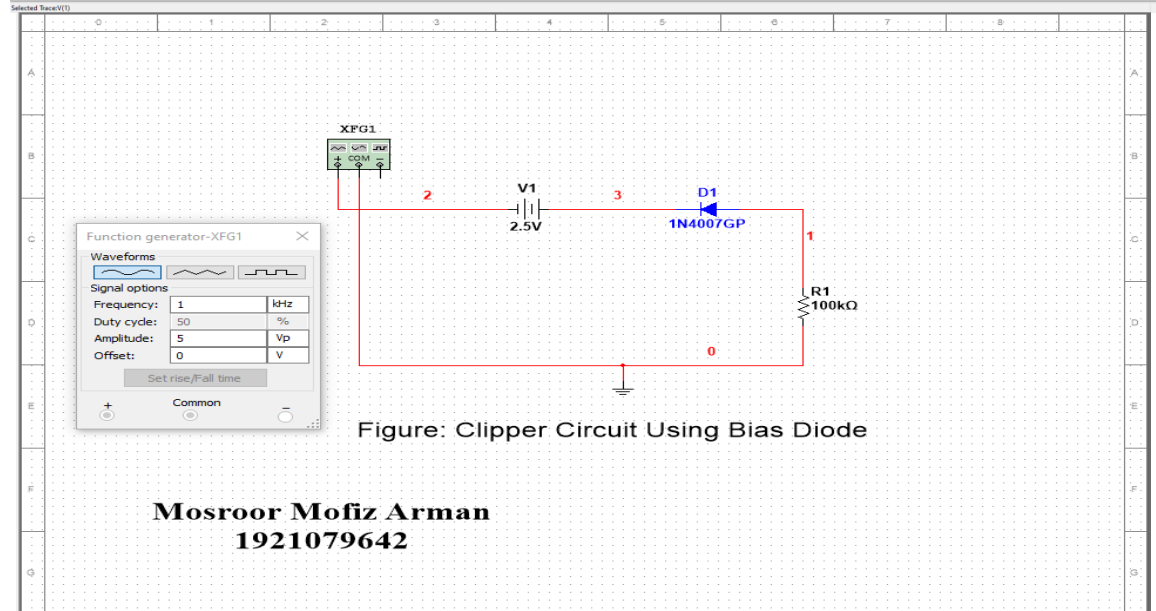 Selected Trace:V(1)
0 1 2 3 4 5 6 7 8
A A
XFG1
B B
+ COM −
2 V1 3 D1
2.5V 1N4007GP
C C
1
Function generator-XFG1
Waveforms
Signal options
Frequency: 1 kHz
Duty cycle: 50 %
Amplitude: 5 Vp
Offset: 0 V
Set rise/Fall time
+ Common −
R1
100kΩ
D D
0
E E
Figure: Clipper Circuit Using Bias Diode
F F
Mosroor Mofiz Arman
1921079642
G G